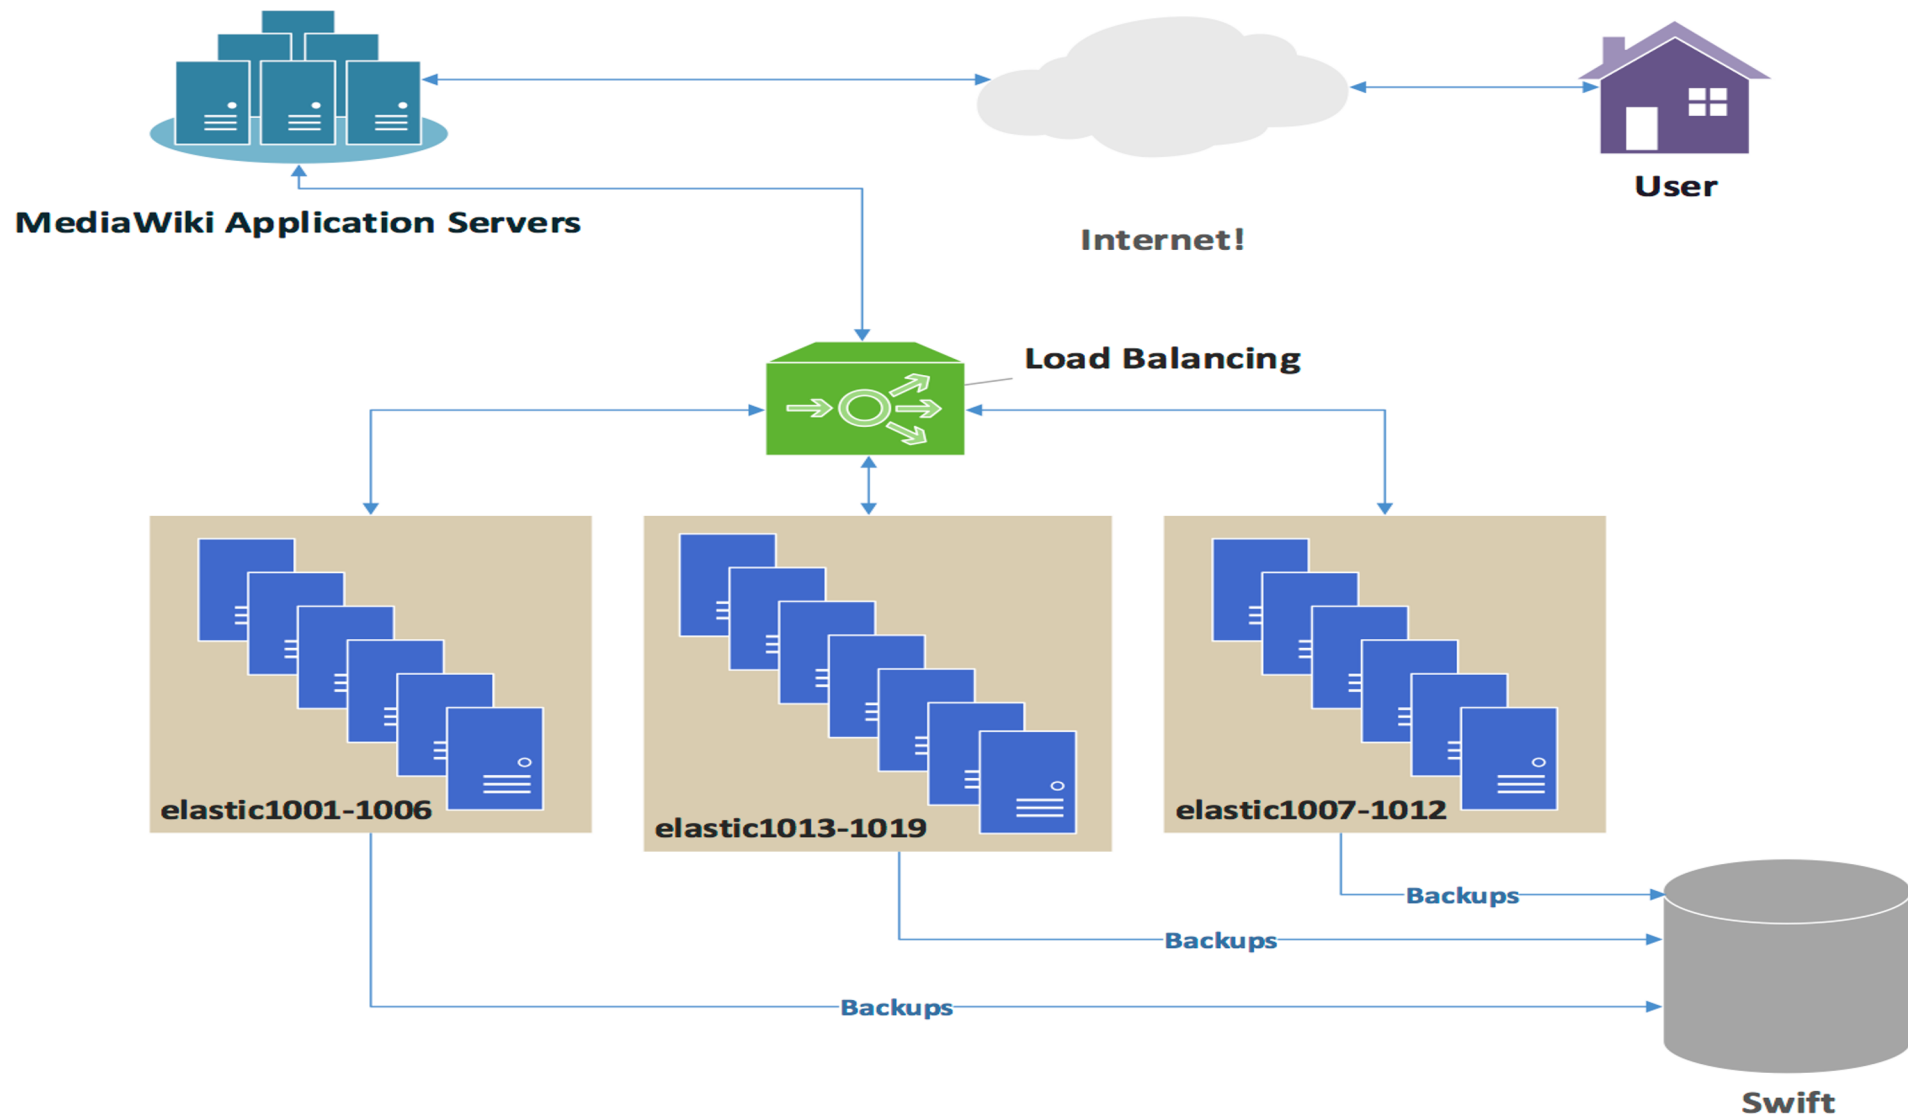 User
MediaWiki Application Servers
Internet!
Load Balancing
elastic1001-1006
elastic1013-1019
elastic1007-1012
Backups
Backups
Backups
Swift